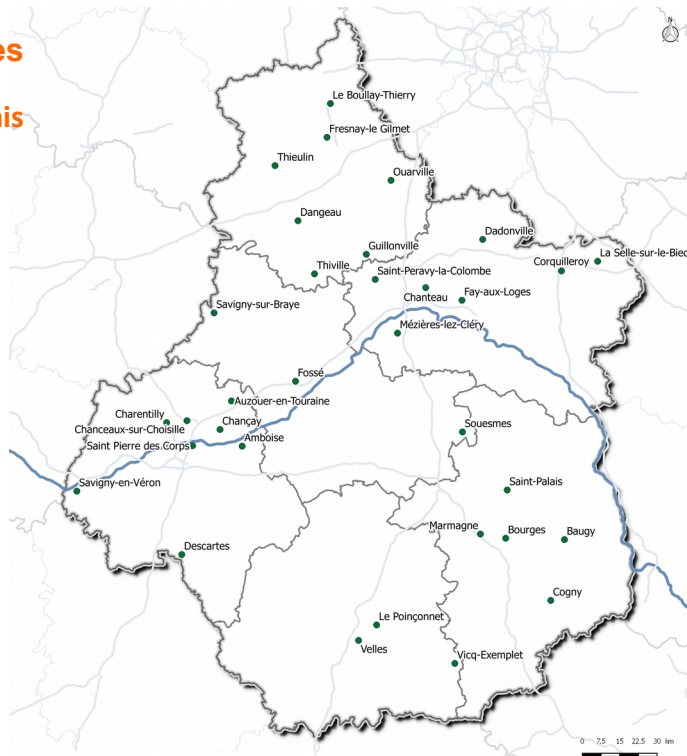 es
N
is
Le Boullay-Thierry
Fresnay-le Gilmet
Thieulin
Ouarville
Dangeau
Dadonville
Guillonville
La Selle-sur-le-Bied
Corquilleroy
Thiville
Saint-Peravy-la-Colombe
Chanteau
Fay-aux-Loges
Savigny-sur-Braye
Mézières-lez-Cléry
Fossé
Auzouer-en-Touraine
Charentilly
Chançay
Chanceaux-sur-Choisille
Souesmes
Saint Pierre des Corps
Amboise
Savigny-en-Véron
Saint-Palais
Marmagne
Bourges
Baugy
Descartes
Cogny
Le Poinçonnet
Velles
Vicq-Exemplet
0 7,5 15 22,5 30 km